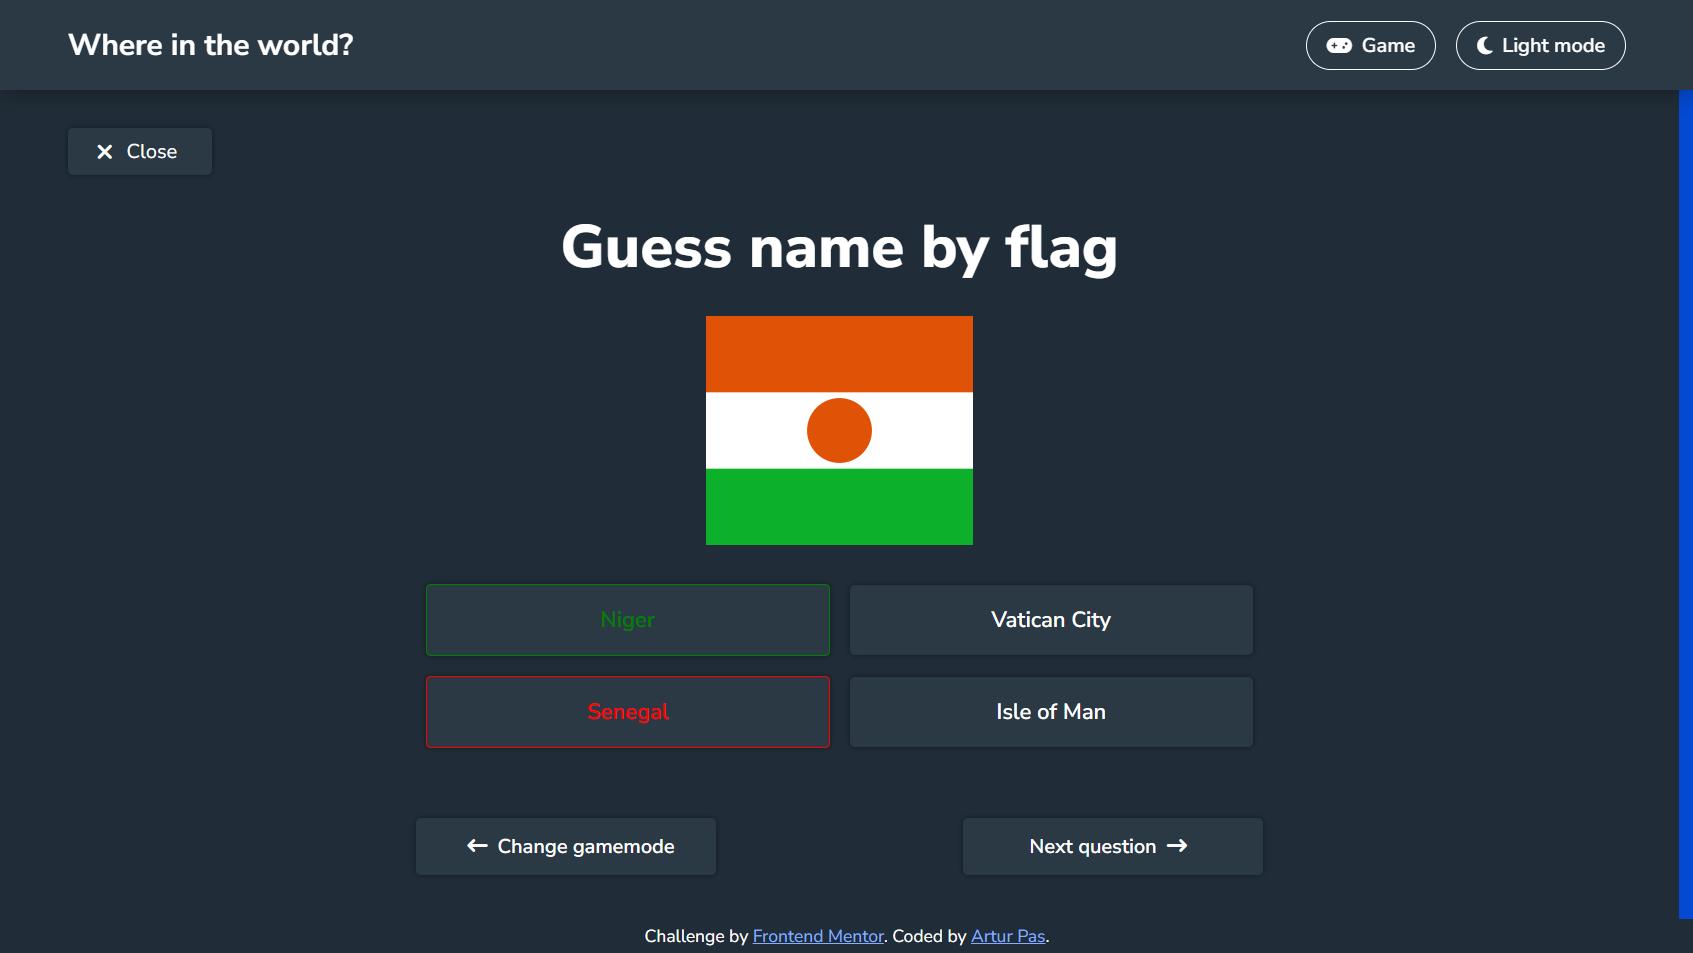 Where in the world?
Game
Light mode
Close
Guess name by flag
Niger
Vatican City
Senegal
Isle of Man
Change gamemode
Next question
Challenge by Frontend Mentor. Coded by Artur Pas.